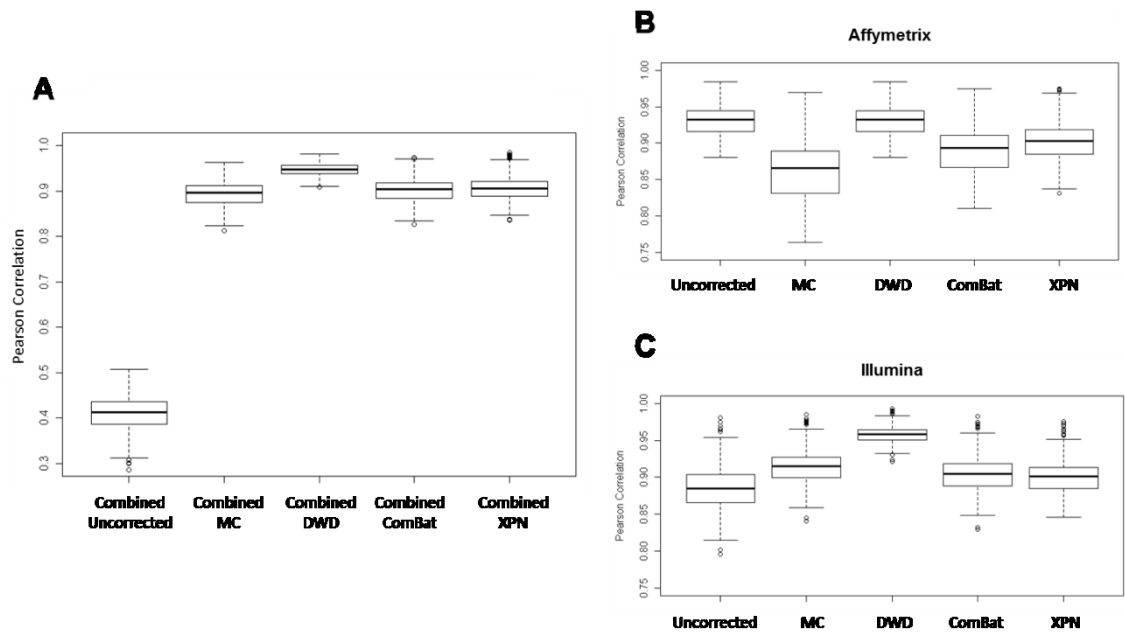 A
Pearson Correlation
1.0
0.9
0.8
0.7
0.6
0.5
0.4
0.3
Combined Uncorrected
Combined MC
Combined DWD
Combined ComBat
Combined XPN
B
Affymetrix
Pearson Correlation
1.00
0.95
0.90
0.85
0.80
0.75
Uncorrected MC DWD ComBat XPN
C
Illumina
Pearson Correlation
1.00
0.95
0.90
0.85
0.80
0.75
Uncorrected MC DWD ComBat XPN